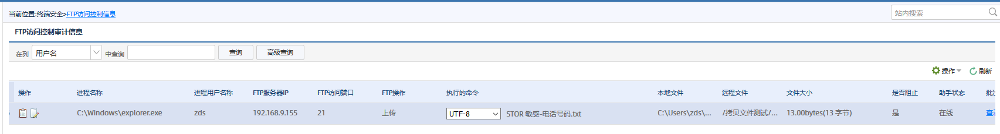 当前位置:终端安全>FTP访问控制信息 站内搜索
FTP访问控制审计信息
在列 用户名 中查询 查询 高级查询
操作 刷新
操作 进程名称 进程用户名称 FTP服务器IP FTP访问端口 FTP操作 执行的命令 本地文件 远程文件 文件大小 是否阻止 助手状态 批注
C:\Windows\explorer.exe zds 192.168.9.155 21 上传 UTF-8 STOR 敏感-电话号码.txt C:\Users\zds\... /拷贝文件测试/... 13.00bytes(13 字节) 是 在线 查看